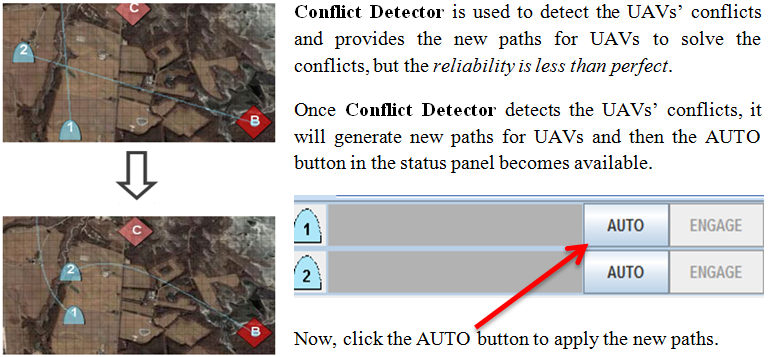 C
2
1
B
C
2
1
B
Conflict Detector is used to detect the UAVs' conflicts
and provides the new paths for UAVs to solve the
conflicts, but the reliability is less than perfect.
Once Conflict Detector detects the UAVs' conflicts, it
will generate new paths for UAVs and then the AUTO
button in the status panel becomes available.
1 AUTO ENGAGE
2 AUTO ENGAGE
Now, click the AUTO button to apply the new paths.